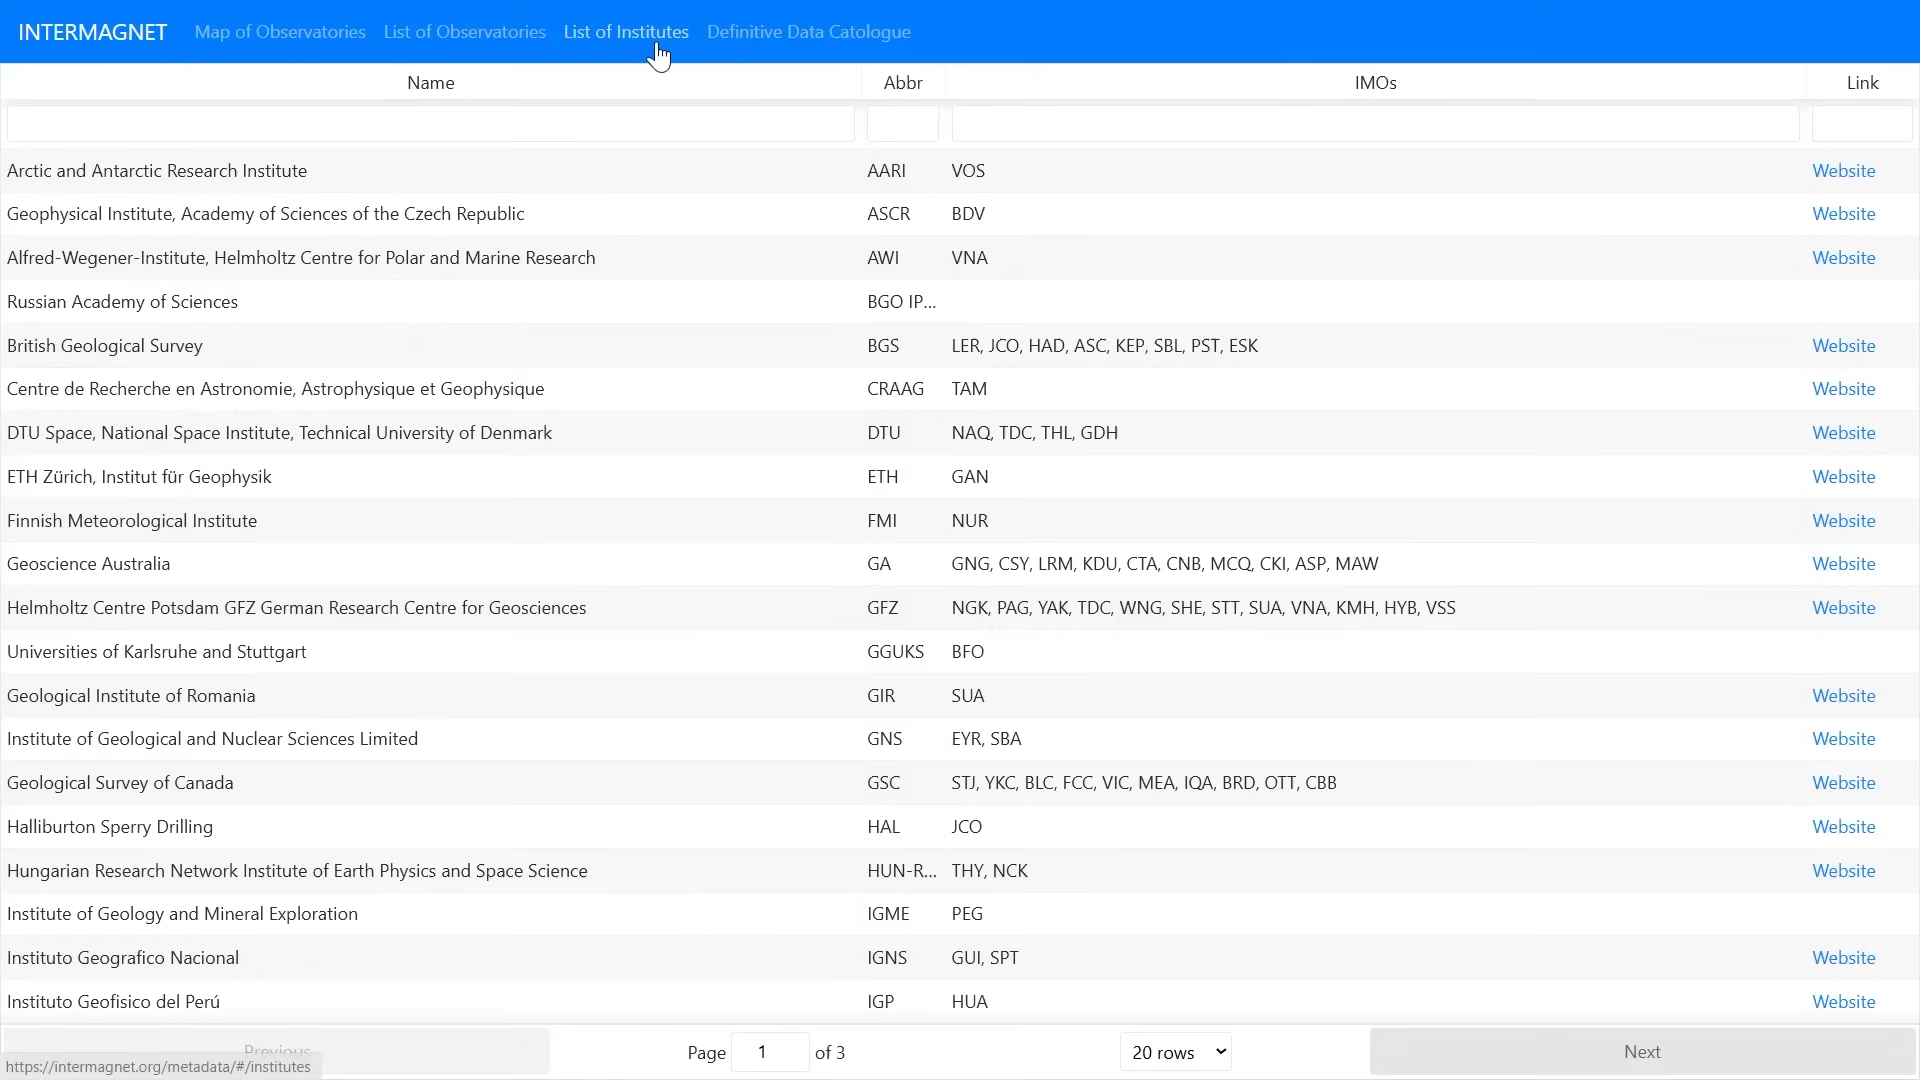 INTERMAGNET Map of Observatories List of Observatories List of Institutes Definitive Data Catologue
Name Abbr IMOs Link
Arctic and Antarctic Research Institute AARI VOS Website
Geophysical Institute, Academy of Sciences of the Czech Republic ASCR BDV Website
Alfred-Wegener-Institute, Helmholtz Centre for Polar and Marine Research AWI VNA Website
Russian Academy of Sciences BGO IP...
British Geological Survey BGS LER, JCO, HAD, ASC, KEP, SBL, PST, ESK Website
Centre de Recherche en Astronomie, Astrophysique et Geophysique CRAAG TAM Website
DTU Space, National Space Institute, Technical University of Denmark DTU NAQ, TDC, THL, GDH Website
ETH Zürich, Institut für Geophysik ETH GAN Website
Finnish Meteorological Institute FMI NUR Website
Geoscience Australia GA GNG, CSY, LRM, KDU, CTA, CNB, MCQ, CKI, ASP, MAW Website
Helmholtz Centre Potsdam GFZ German Research Centre for Geosciences GFZ NGK, PAG, YAK, TDC, WNG, SHE, STT, SUA, VNA, KMH, HYB, VSS Website
Universities of Karlsruhe and Stuttgart GGUKS BFO
Geological Institute of Romania GIR SUA Website
Institute of Geological and Nuclear Sciences Limited GNS EYR, SBA Website
Geological Survey of Canada GSC STJ, YKC, BLC, FCC, VIC, MEA, IQA, BRD, OTT, CBB Website
Halliburton Sperry Drilling HAL JCO Website
Hungarian Research Network Institute of Earth Physics and Space Science HUN-R... THY, NCK Website
Institute of Geology and Mineral Exploration IGME PEG
Instituto Geografico Nacional IGNS GUI, SPT Website
Instituto Geofisico del Perú IGP HUA Website
Previous Page 1 of 3 20 rows Next
https://intermagnet.org/metadata/#/institutes